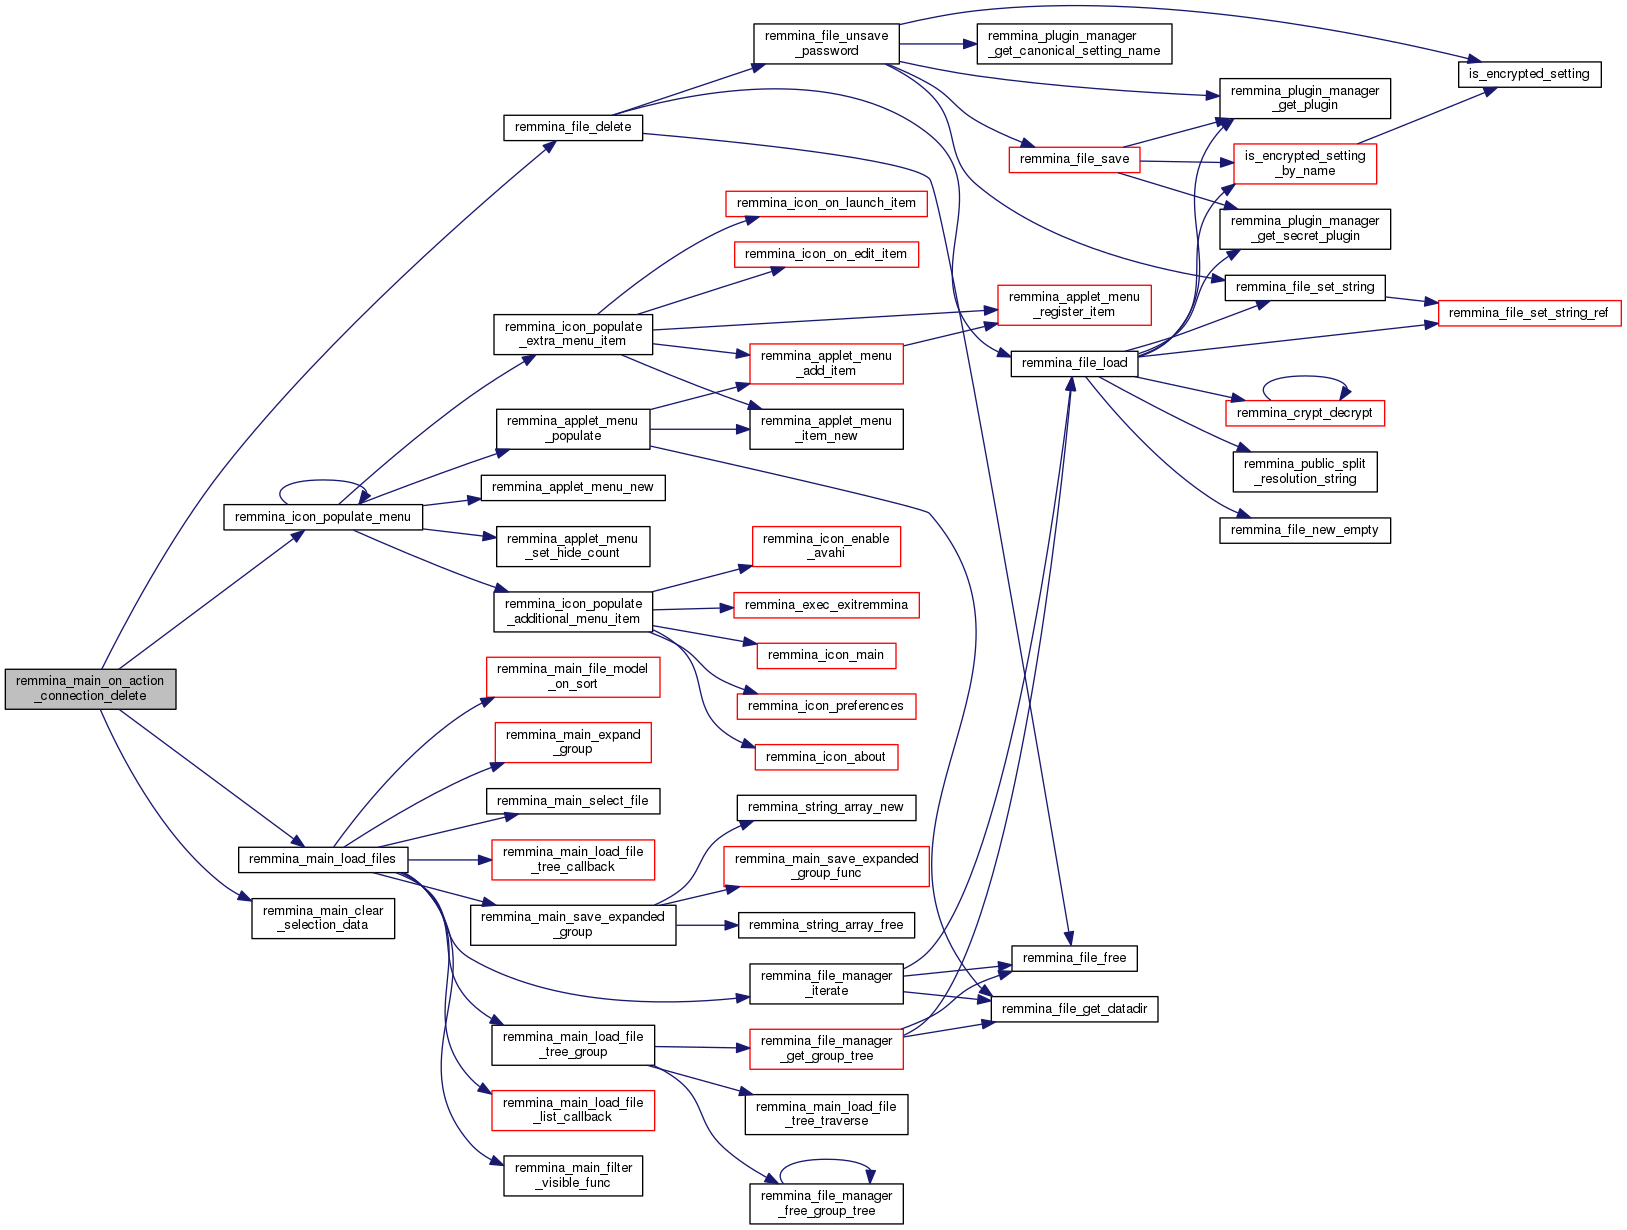 remmina_main_on_action
_connection_delete
remmina_file_delete
remmina_icon_populate_menu
remmina_main_load_files
remmina_main_clear
_selection_data
remmina_icon_populate
_extra_menu_item
remmina_applet_menu
_populate
remmina_applet_menu_new
remmina_applet_menu
_set_hide_count
remmina_icon_populate
_additional_menu_item
remmina_main_file_model
_on_sort
remmina_main_expand
_group
remmina_main_select_file
remmina_main_load_file
_tree_callback
remmina_main_save_expanded
_group
remmina_main_load_file
_tree_group
remmina_main_load_file
_list_callback
remmina_main_filter
_visible_func
remmina_file_unsave
_password
remmina_icon_on_launch_item
remmina_icon_on_edit_item
remmina_applet_menu
_add_item
remmina_applet_menu
_item_new
remmina_icon_enable
_avahi
remmina_exec_exitremmina
remmina_icon_main
remmina_icon_preferences
remmina_icon_about
remmina_string_array_new
remmina_main_save_expanded
_group_func
remmina_string_array_free
remmina_file_manager
_iterate
remmina_file_manager
_get_group_tree
remmina_main_load_file
_tree_traverse
remmina_file_manager
_free_group_tree
remmina_plugin_manager
_get_canonical_setting_name
remmina_file_save
remmina_applet_menu
_register_item
remmina_file_load
remmina_file_free
remmina_file_get_datadir
remmina_plugin_manager
_get_plugin
is_encrypted_setting
_by_name
remmina_plugin_manager
_get_secret_plugin
remmina_file_set_string
remmina_crypt_decrypt
remmina_public_split
_resolution_string
remmina_file_new_empty
is_encrypted_setting
remmina_file_set_string_ref